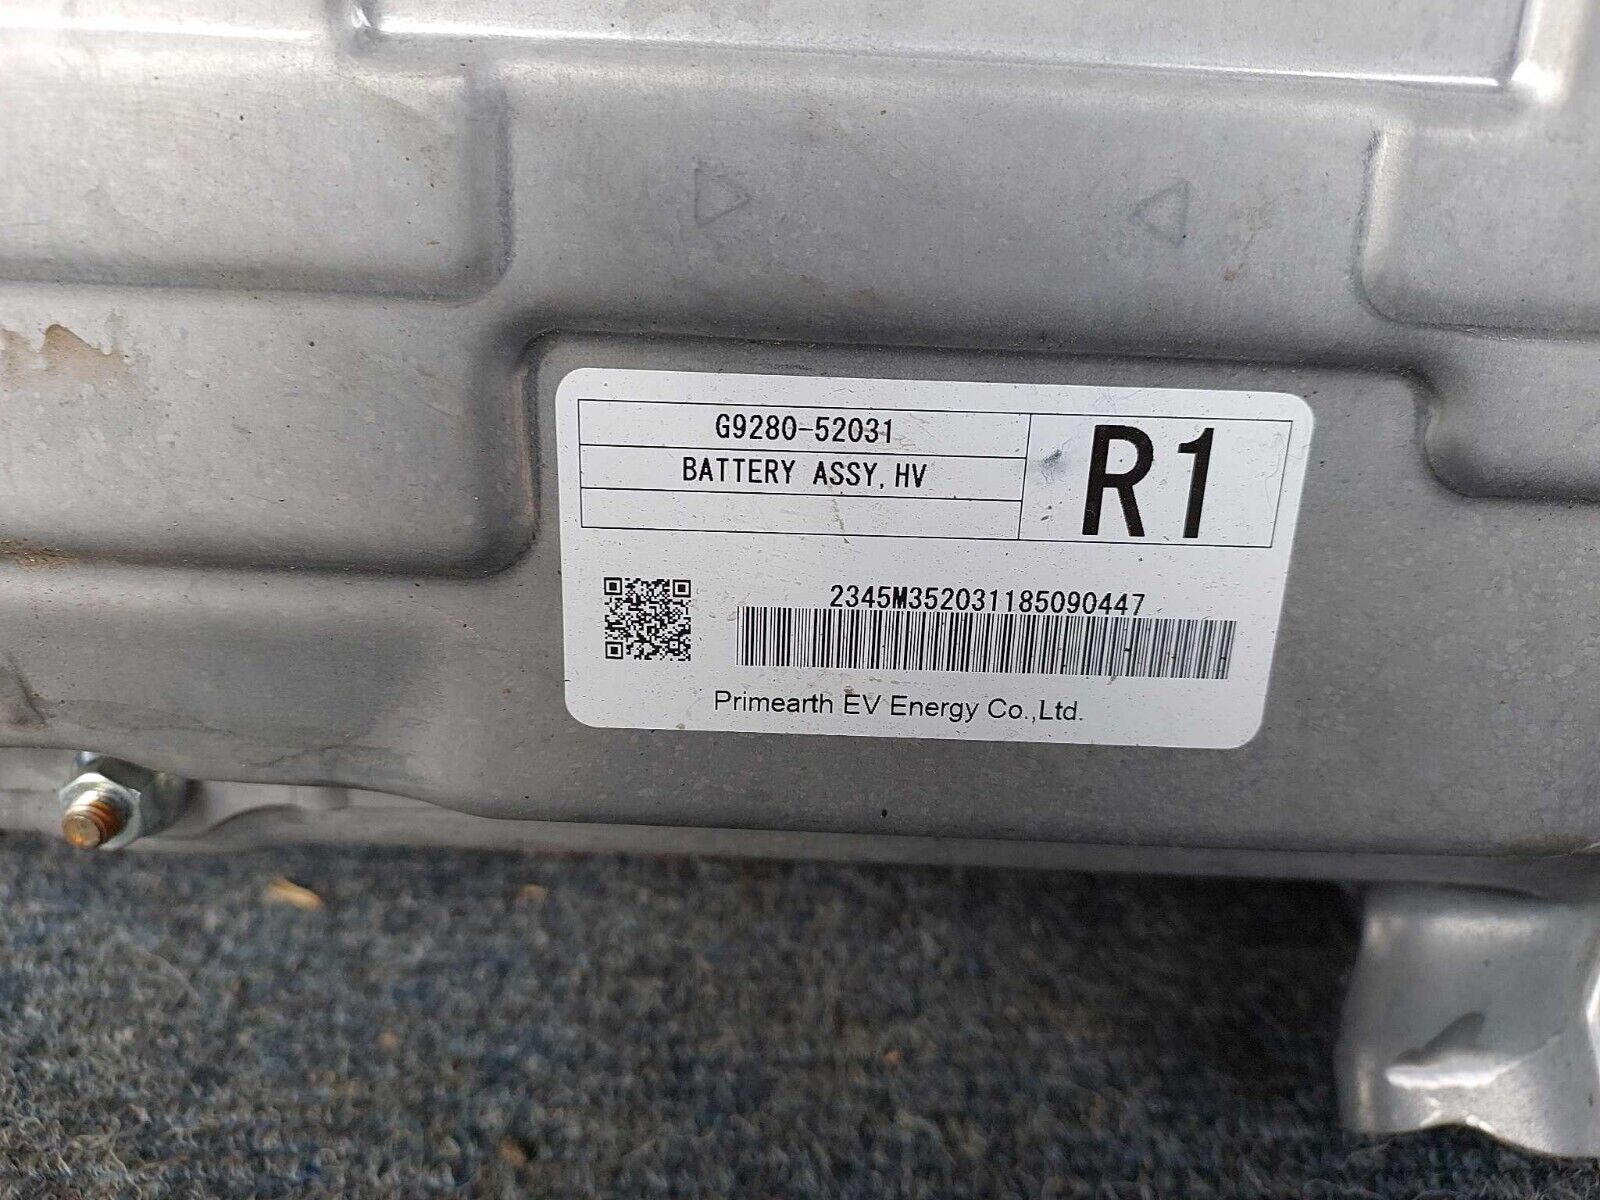 G9280-52031
BATTERY ASSY, HV
R1
2345M352031185090447
Primearth EV Energy Co.,Ltd.